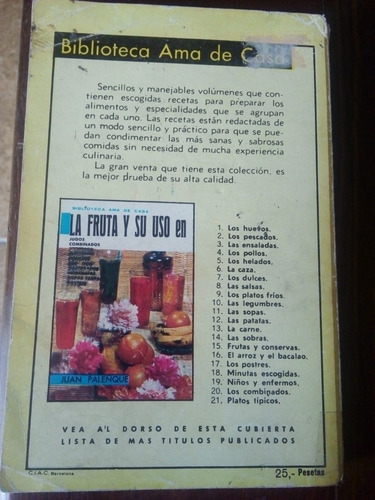 Biblioteca Ama de Casa
Sencillos y manejables volúmenes que con-
tienen escogidas recetas para preparar los
alimentos y especialidades que se agrupan
en cada uno. Las recetas están redactadas de
un modo sencillo y práctico para que se pue-
dan condimentar las más sanas y sabrosas
comidas sin necesidad de mucha experiencia
culinaria.
La gran venta que tiene esta colección, es
la mejor prueba de su alta calidad.
BIBLIOTECA AMA DE CASA
LA FRUTA Y SU USO en
JUGOS
COMBINADOS
JUAN PALENQUE
1. Los huevos.
2. Los pescados.
3. Las ensaladas.
4. Los pollos.
5. Los helados.
6. La caza.
7. Los dulces.
8. Las salsas.
9. Los platos fríos.
10. Las legumbres.
11. Las sopas.
12. Las patatas.
13. La carne.
14. Las sobras.
15. Frutas y conservas.
16. El arroz y el bacalao.
17. Los postres.
18. Minutas escogidas.
19. Niños y enfermos.
20. Los combinados.
21. Platos típicos.
VEA AL DORSO DE ESTA CUBIERTA
LISTA DE MAS TITULOS PUBLICADOS
C.I.A.C. Barcelona
25,- Pesetas